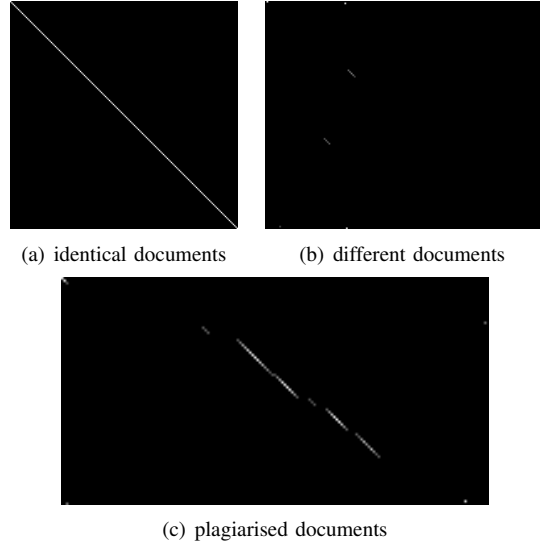 (a) identical documents
(b) different documents
(c) plagiarised documents